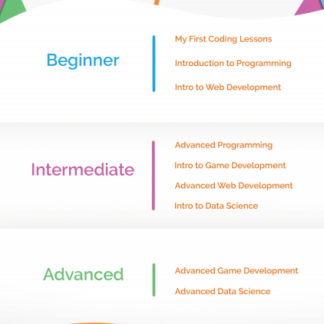 Beginner
My First Coding Lessons
Introduction to Programming
Intro to Web Development
Intermediate
Advanced Programming
Intro to Game Development
Advanced Web Development
Intro to Data Science
Advanced
Advanced Game Development
Advanced Data Science